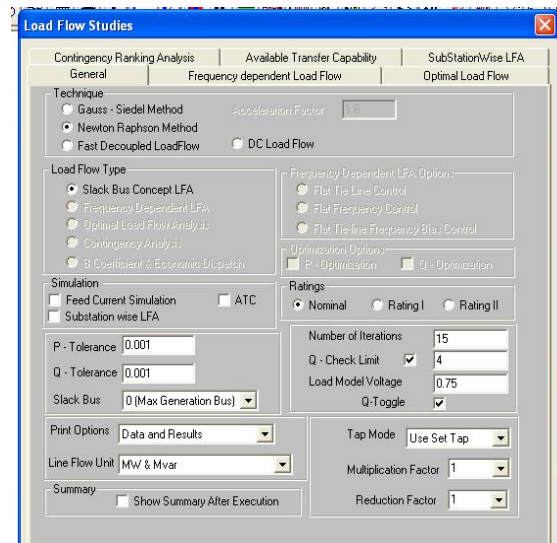 Load Flow Studies
Contingency Ranking Analysis Available Transfer Capability SubStationWise LFA
General Frequency dependent Load Flow Optimal Load Flow
Technique
Gauss - Siedel Method Acceleration Factor 1.6
Newton Raphson Method
Fast Decoupled LoadFlow DC Load Flow
Load Flow Type
Slack Bus Concept LFA
Frequency Dependent LFA
Optimal Load Flow Analysis
Contingency Analysis
B Coefficient & Economic Dispatch
Frequency Dependent LFA Options
Flat Tie Line Control
Flat Frequency Control
Flat Tie-line Frequency Bias Control
Optimization Options
P - Optimization Q - Optimization
Simulation
Feed Current Simulation ATC
Substation wise LFA
Ratings
Nominal Rating I Rating II
P - Tolerance 0.001
Q - Tolerance 0.001
Slack Bus 0 (Max Generation Bus)
Number of Iterations 15
Q - Check Limit 4
Load Model Voltage 0.75
Q-Toggle
Print Options Data and Results
Line Flow Unit MW & Mvar
Summary
Show Summary After Execution
Tap Mode Use Set Tap
Multiplication Factor 1
Reduction Factor 1